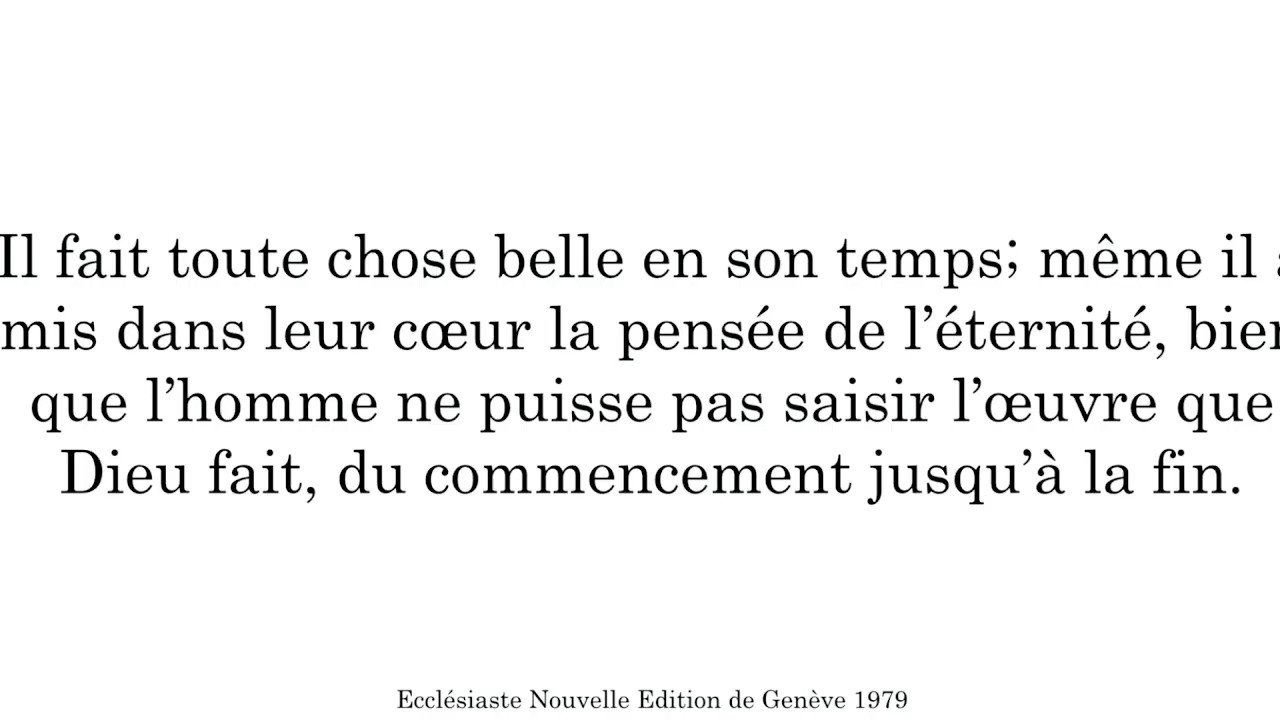 Il fait toute chose belle en son temps; même il a
mis dans leur cœur la pensée de l’éternité, bien
que l’homme ne puisse pas saisir l’œuvre que
Dieu fait, du commencement jusqu’à la fin.
Ecclésiaste Nouvelle Edition de Genève 1979